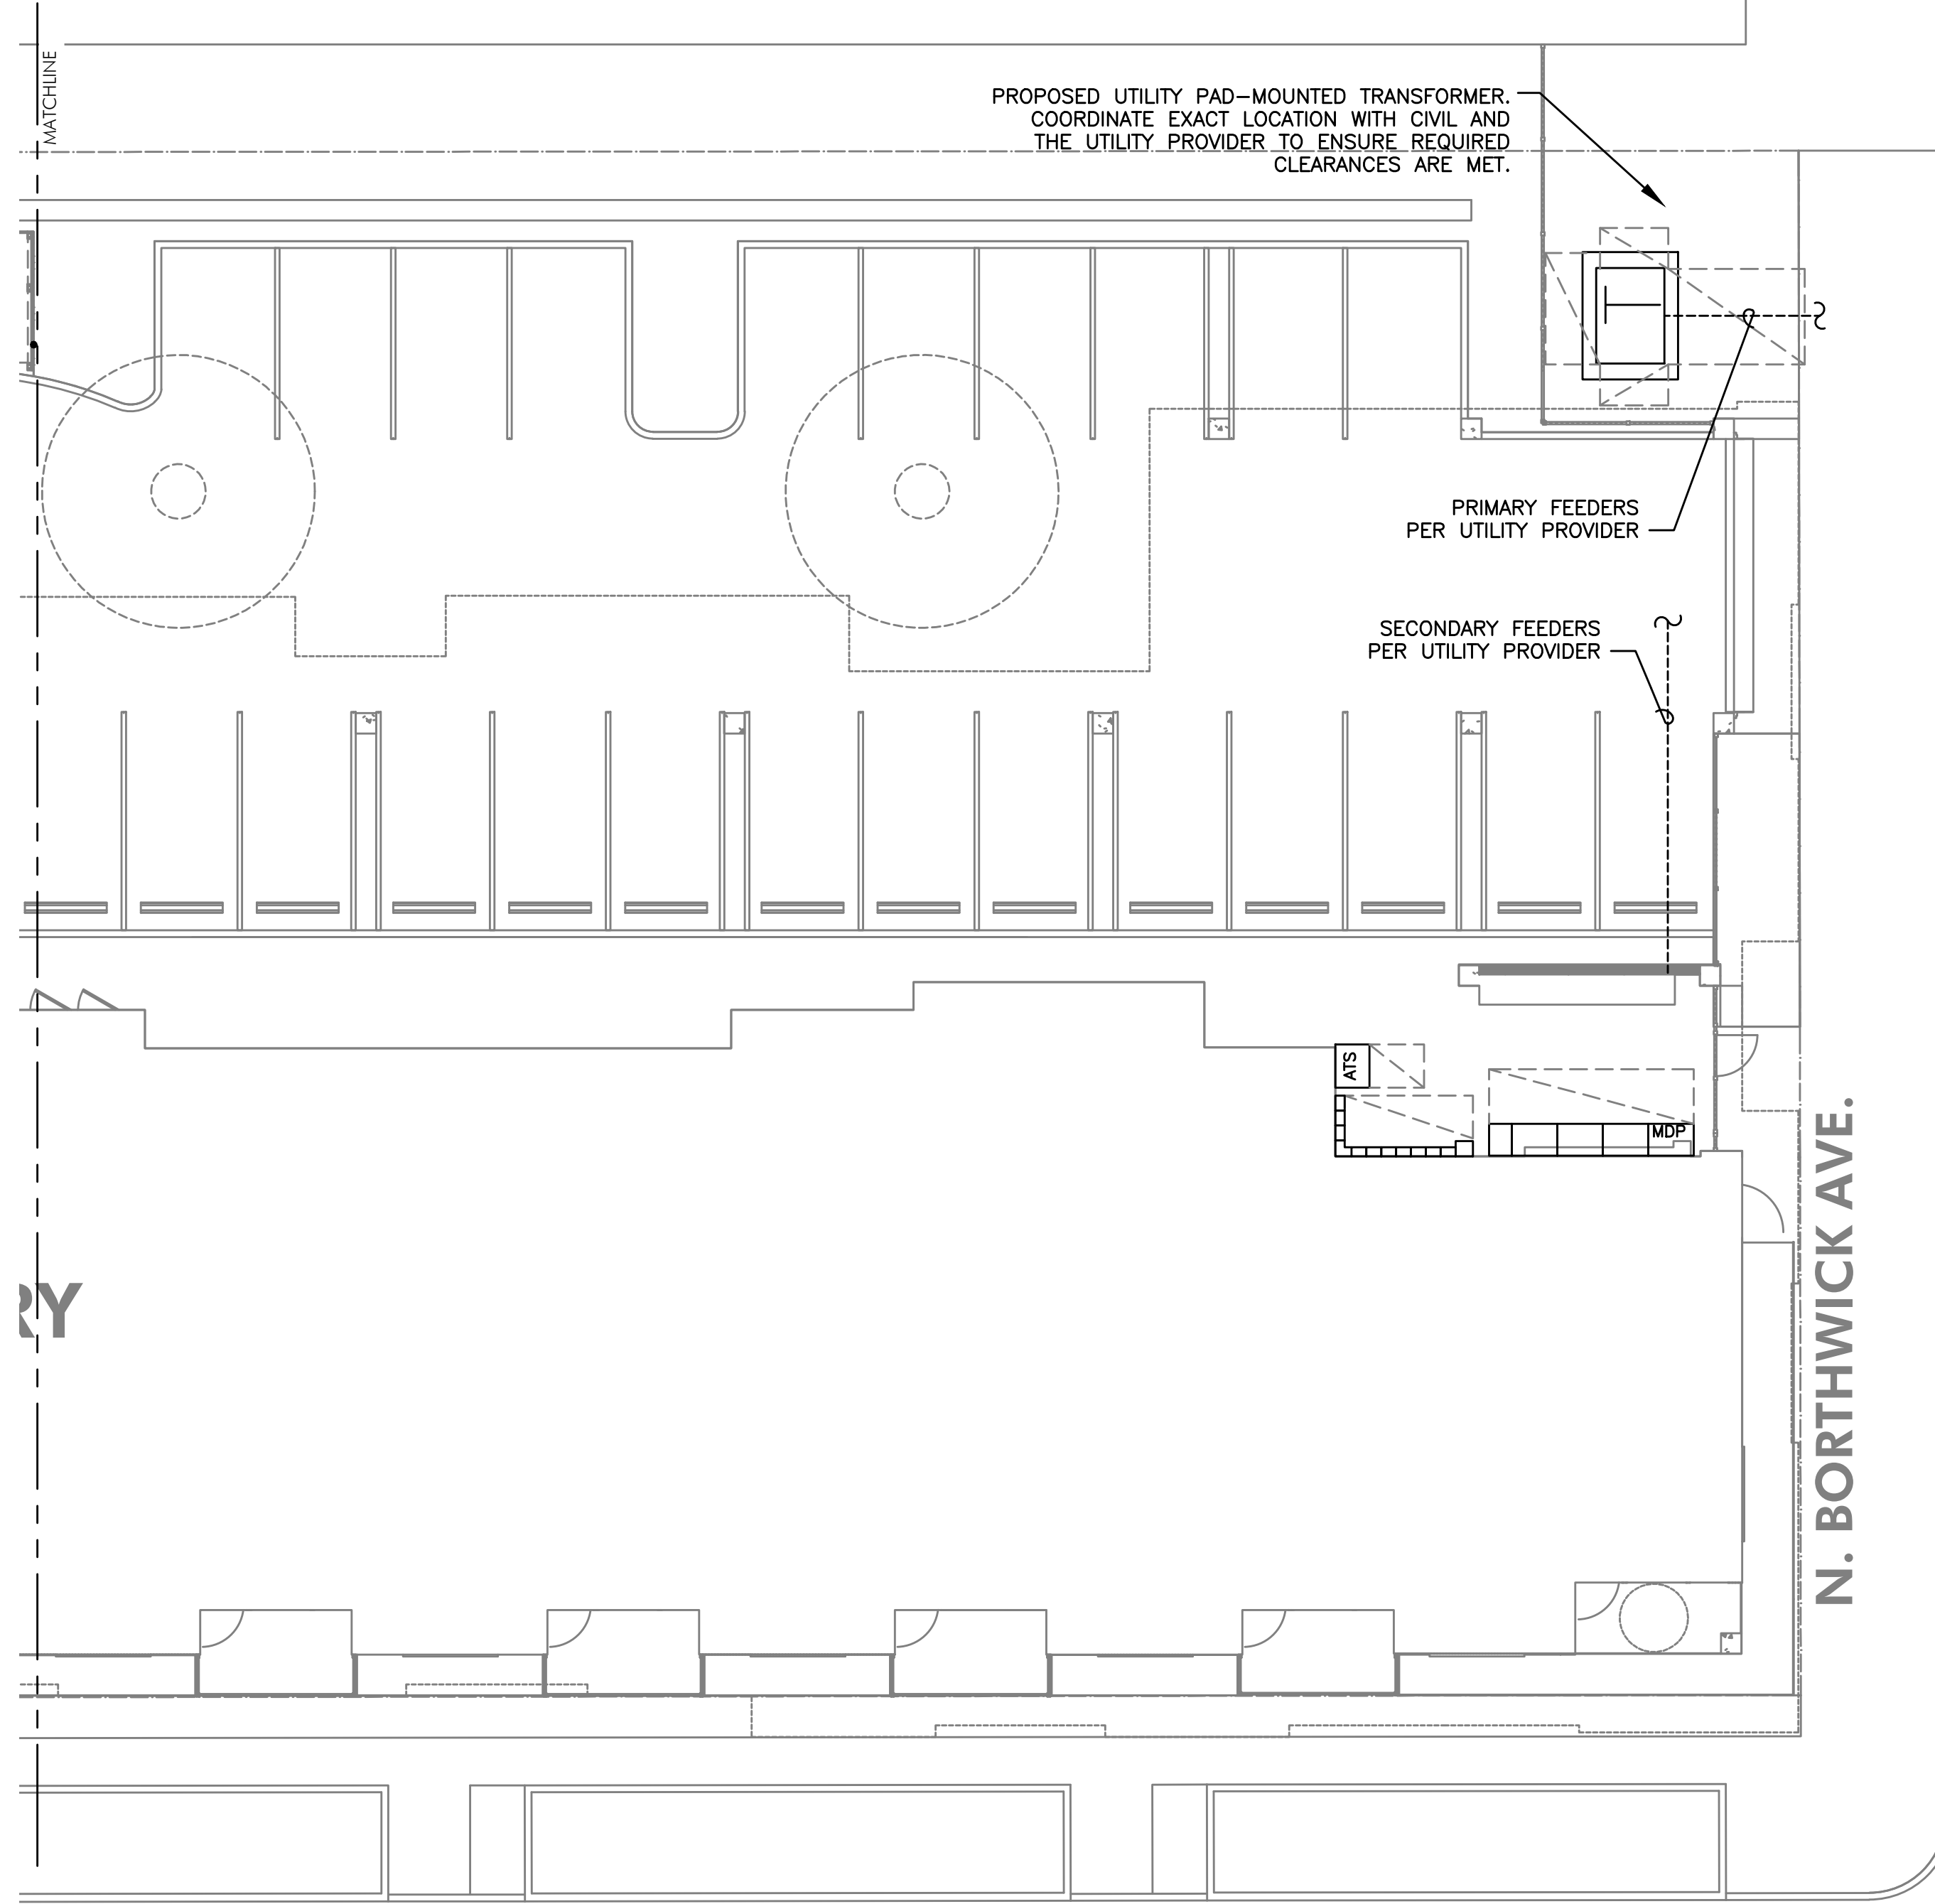 MATCHLINE
PROPOSED UTILITY PAD-MOUNTED TRANSFORMER.
COORDINATE EXACT LOCATION WITH CIVIL AND
THE UTILITY PROVIDER TO ENSURE REQUIRED
CLEARANCES ARE MET.
T
PRIMARY FEEDERS
PER UTILITY PROVIDER
SECONDARY FEEDERS
PER UTILITY PROVIDER
ATS
MDP
N. BORTHWICK AVE.
RY